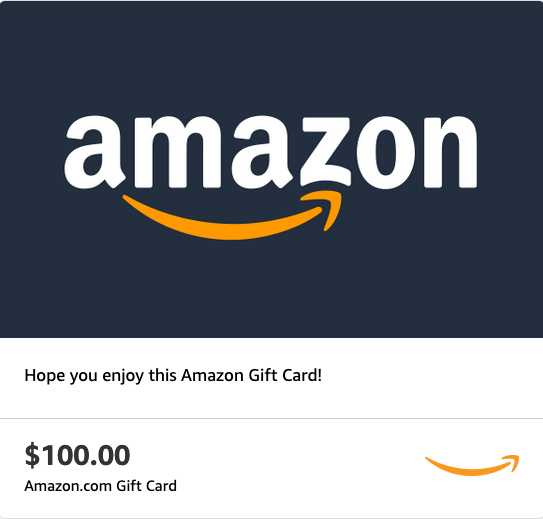 amazon
Hope you enjoy this Amazon Gift Card!
$100.00
Amazon.com Gift Card